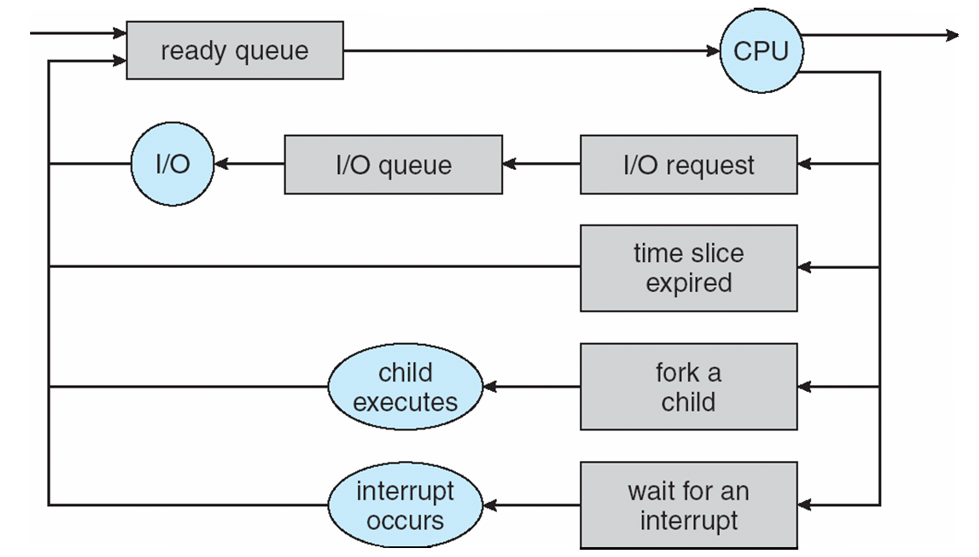 ready queue
CPU
I/O
I/O queue
I/O request
time slice
expired
child
executes
fork a
child
interrupt
occurs
wait for an
interrupt